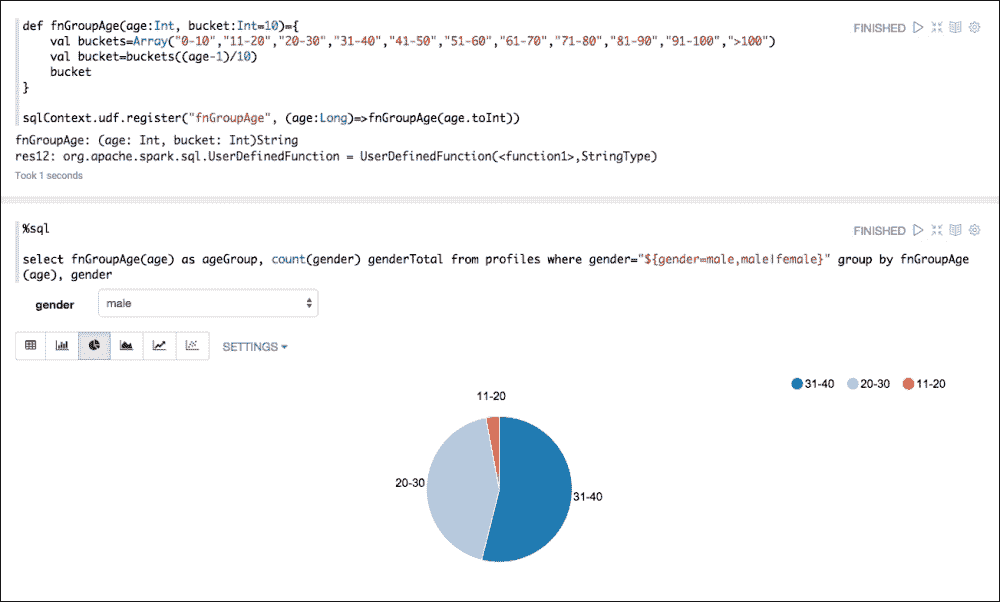 def fnGroupAge(age:Int, bucket:Int=10)={
FINISHED
val buckets=Array("0-10","11-20","20-30","31-40","41-50","51-60","61-70","71-80","81-90","91-100",">100")
val bucket=buckets((age-1)/10)
bucket
}
sqlContext.udf.register("fnGroupAge", (age:Long)=>fnGroupAge(age.toInt))
fnGroupAge: (age: Int, bucket: Int)String
res12: org.apache.spark.sql.UserDefinedFunction = UserDefinedFunction(<function1>,StringType)
Took 1 seconds
%sql
FINISHED
select fnGroupAge(age) as ageGroup, count(gender) genderTotal from profiles where gender="${gender=male,male|female}" group by fnGroupAge
(age), gender
gender
male
SETTINGS
31-40
20-30
11-20
11-20
20-30
31-40